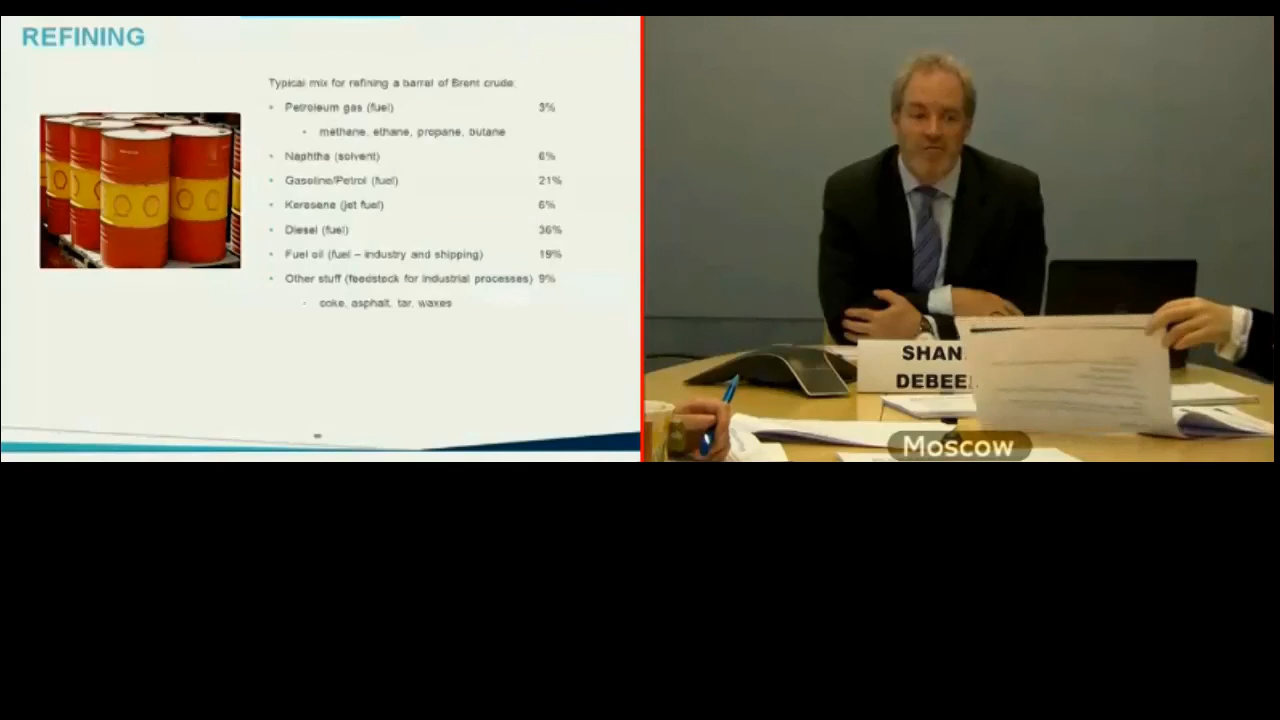 REFINING
Typical mix for refining a barrel of Brent crude:
• Petroleum gas (fuel) 3%
• methane, ethane, propane, butane
• Naphtha (solvent) 6%
• Gasoline/Petrol (fuel) 21%
• Kerosene (jet fuel) 6%
• Diesel (fuel) 36%
• Fuel oil (fuel – industry and shipping) 19%
• Other stuff (feedstock for industrial processes) 9%
• coke, asphalt, tar, waxes
SHAN
DEBEE
Moscow